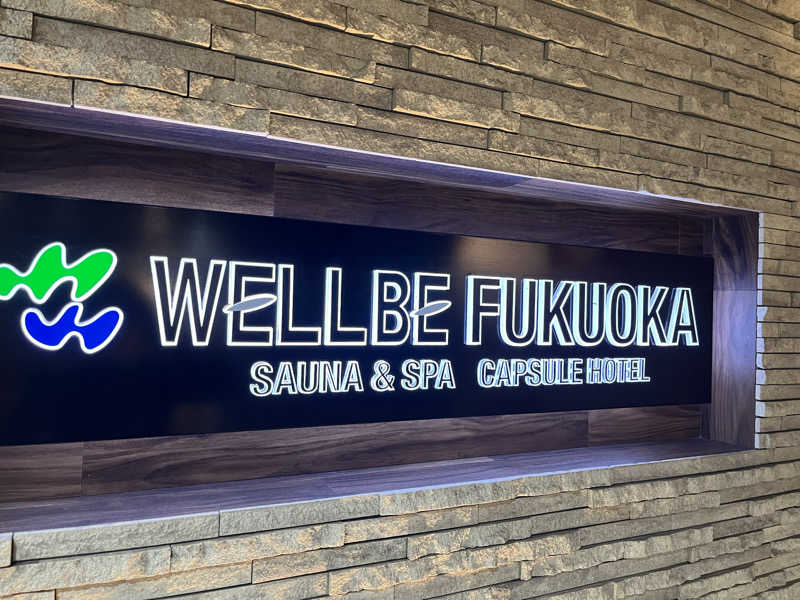 WELLBE FUKUOKA
SAUNA & SPA CAPSULE HOTEL